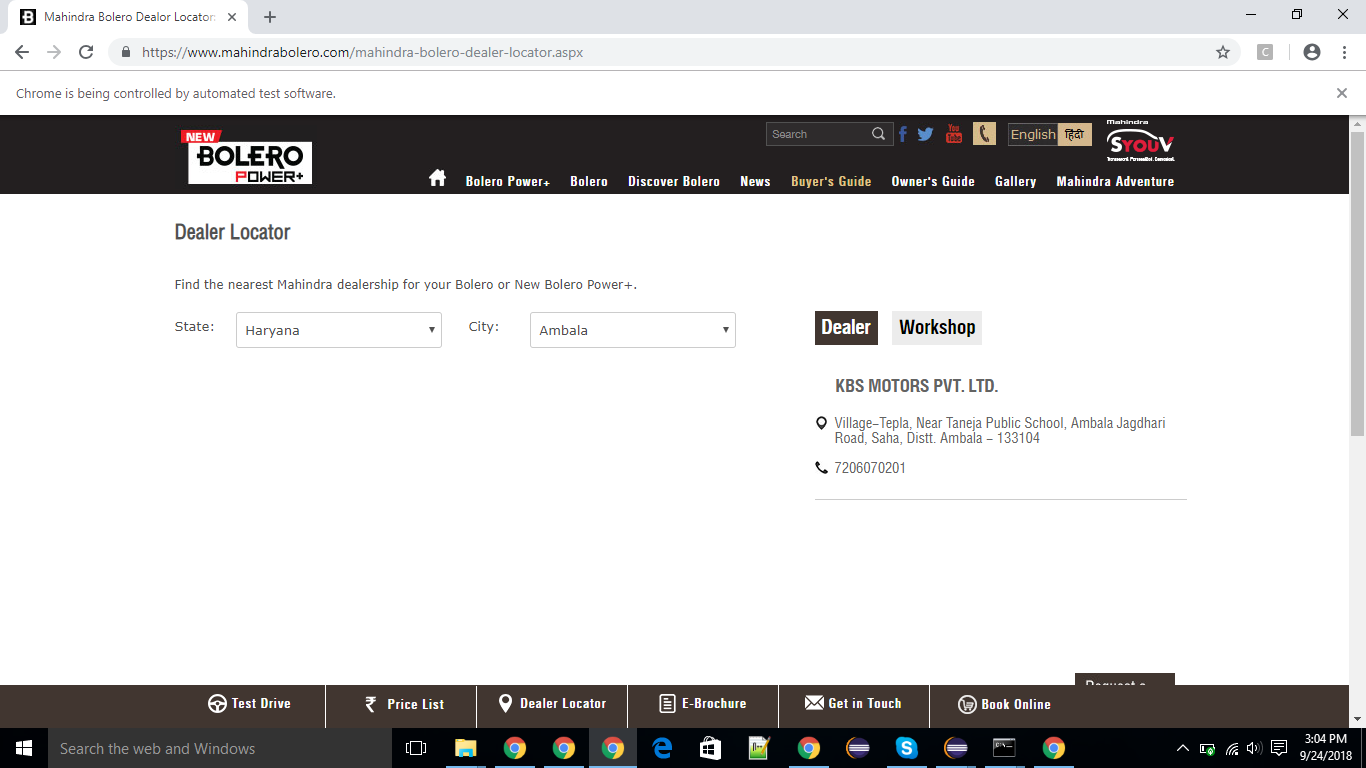 Mahindra Bolero Dealor Locator
https://www.mahindrabolero.com/mahindra-bolero-dealer-locator.aspx
C
Chrome is being controlled by automated test software.
NEW
BOLERO
POWER+
Search
You
Tube
English हिंदी
Mahindra
SYOUV
Bolero Power+ Bolero Discover Bolero News Buyer's Guide Owner's Guide Gallery Mahindra Adventure
Dealer Locator
Find the nearest Mahindra dealership for your Bolero or New Bolero Power+.
State: Haryana City: Ambala
Dealer Workshop
KBS MOTORS PVT. LTD.
Village–Tepla, Near Taneja Public School, Ambala Jagdhari
Road, Saha, Distt. Ambala – 133104
7206070201
Request a
Test Drive ₹ Price List Dealer Locator E-Brochure Get in Touch Book Online
Search the web and Windows
3:04 PM
9/24/2018